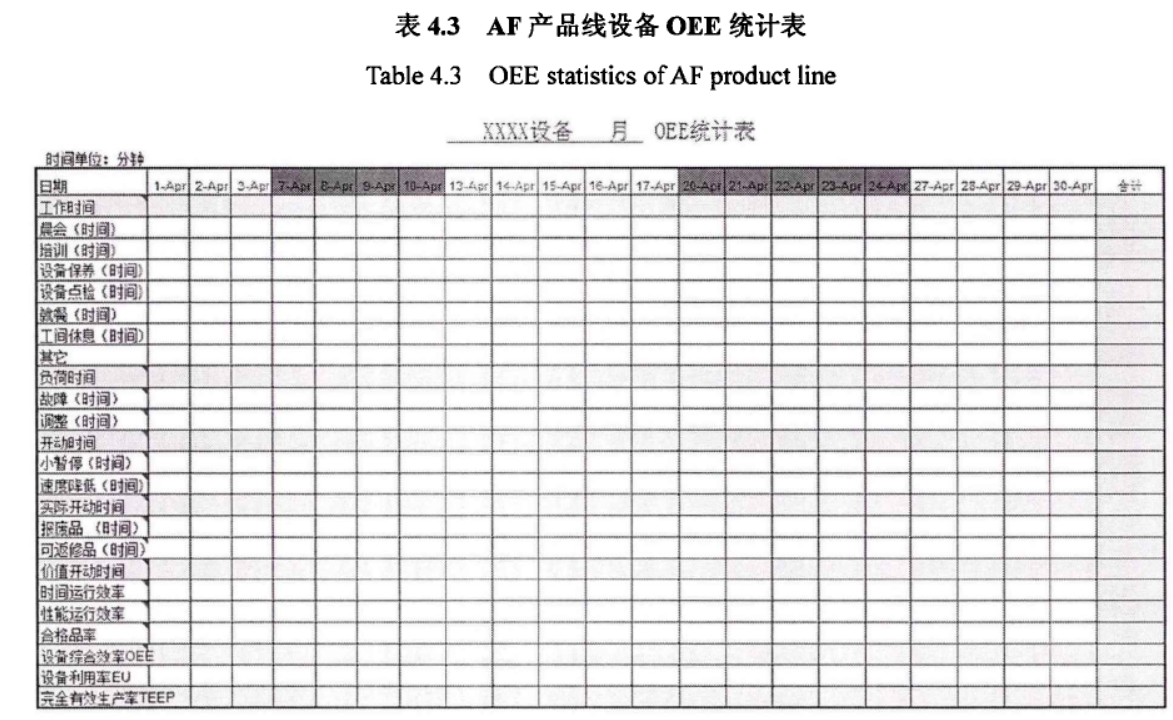 表 4.3 AF 产品线设备 OEE 统计表
Table 4.3 OEE statistics of AF product line
XXXX设备 月 OEE统计表
时间单位：分钟
日期 1-Apr 2-Apr 3-Apr 7-Apr 8-Apr 9-Apr 10-Apr 13-Apr 14-Apr 15-Apr 16-Apr 17-Apr 20-Apr 21-Apr 22-Apr 23-Apr 24-Apr 27-Apr 28-Apr 29-Apr 30-Apr 合计
工作时间
晨会（时间）
培训（时间）
设备保养（时间）
设备点检（时间）
就餐（时间）
工间休息（时间）
其它
负荷时间
故障（时间）
调整（时间）
开动时间
小暂停（时间）
速度降低（时间）
实际开动时间
报废品 （时间）
可返修品（时间）
价值开动时间
时间运行效率
性能运行效率
合格品率
设备综合效率OEE
设备利用率EU
完全有效生产率TEEP